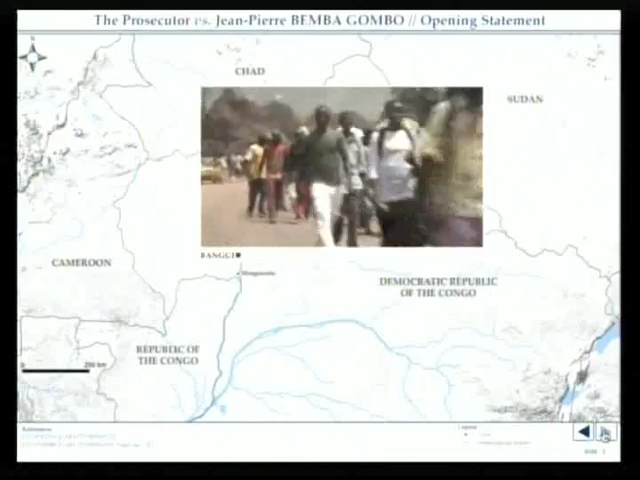 The Prosecutor vs. Jean-Pierre BEMBA GOMBO // Opening Statement
CHAD
SUDAN
BANGUI
CAMEROON
DEMOCRATIC REPUBLIC
OF THE CONGO
REPUBLIC OF
THE CONGO
0